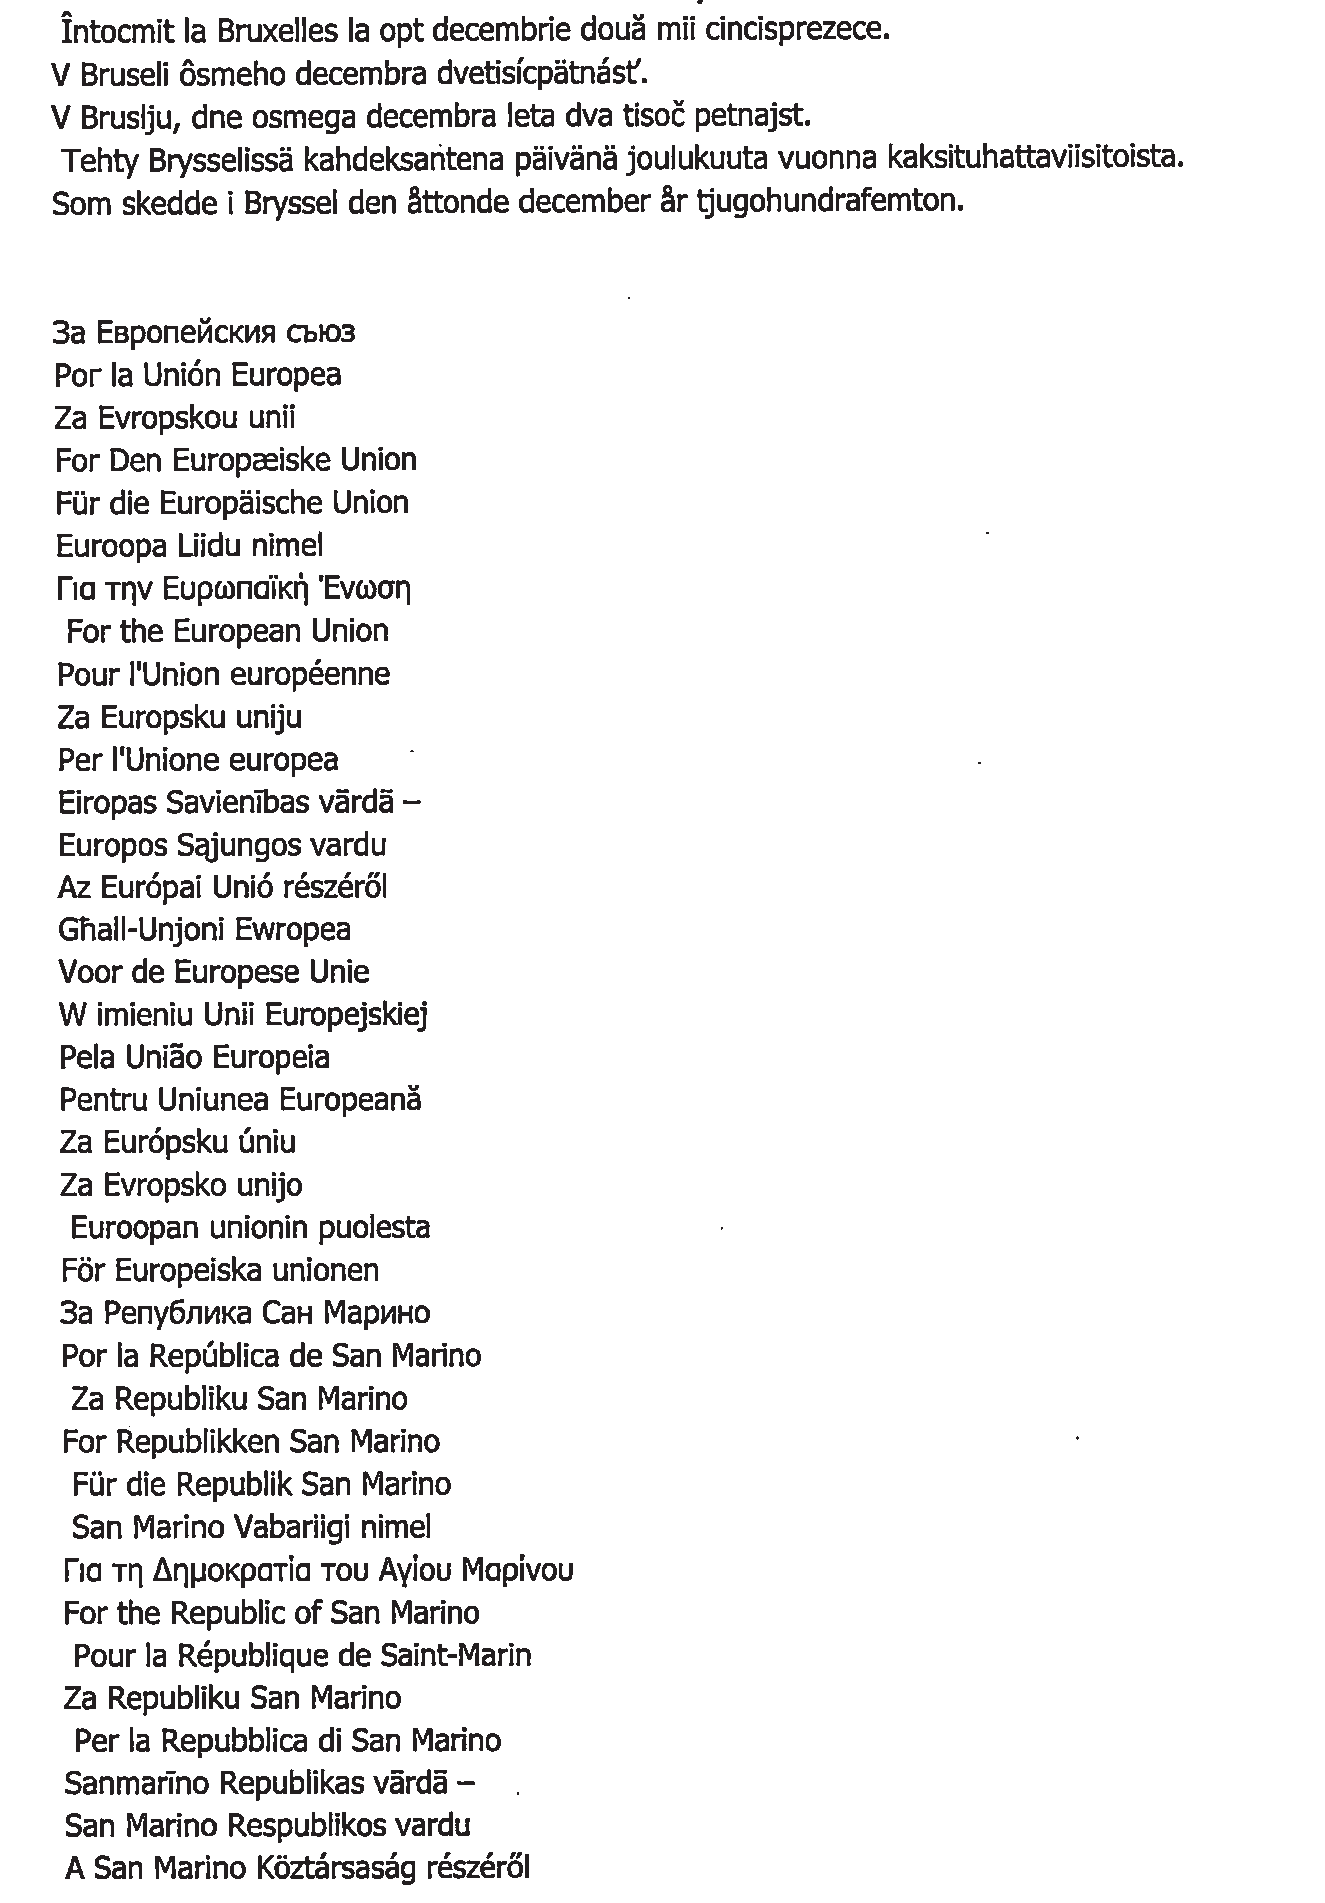 Întocmit la Bruxelles la opt decembrie două mii cincisprezece.
V Bruseli ôsmeho decembra dvetisícpätnásť.
V Bruslju, dne osmega decembra leta dva tisoč petnajst.
Tehty Brysselissä kahdeksantena päivänä joulukuuta vuonna kaksituhattaviisitoista.
Som skedde i Bryssel den åttonde december år tjugohundrafemton.
За Европейския съюз
Por la Unión Europea
Za Evropskou unii
For Den Europæiske Union
Für die Europäische Union
Euroopa Liidu nimel
Για την Ευρωπαϊκή Ένωση
For the European Union
Pour l'Union européenne
Za Europsku uniju
Per l'Unione europea
Eiropas Savienības vārdā –
Europos Sąjungos vardu
Az Európai Unió részéről
Għall-Unjoni Ewropea
Voor de Europese Unie
W imieniu Unii Europejskiej
Pela União Europeia
Pentru Uniunea Europeană
Za Európsku úniu
Za Evropsko unijo
Euroopan unionin puolesta
För Europeiska unionen
За Република Сан Марино
Por la República de San Marino
Za Republiku San Marino
For Republikken San Marino
Für die Republik San Marino
San Marino Vabariigi nimel
Για τη Δημοκρατία του Αγίου Μαρίνου
For the Republic of San Marino
Pour la République de Saint-Marin
Za Republiku San Marino
Per la Repubblica di San Marino
Sanmarīno Republikas vārdā –
San Marino Respublikos vardu
A San Marino Köztársaság részéről